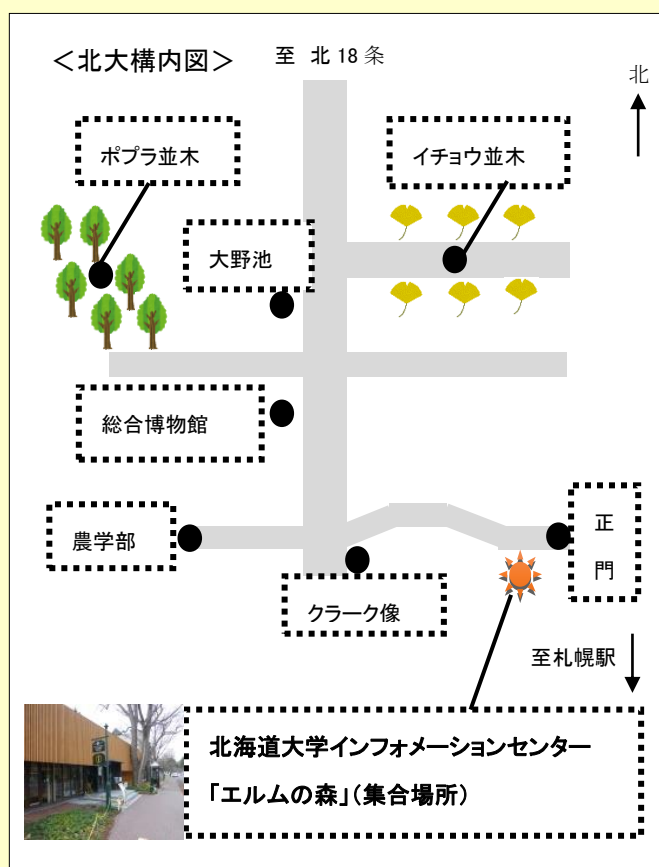 ＜北大構内図＞
至 北18条
北
ポプラ並木
イチョウ並木
大野池
総合博物館
農学部
正
門
クラーク像
至札幌駅
北海道大学インフォメーションセンター
「エルムの森」(集合場所)